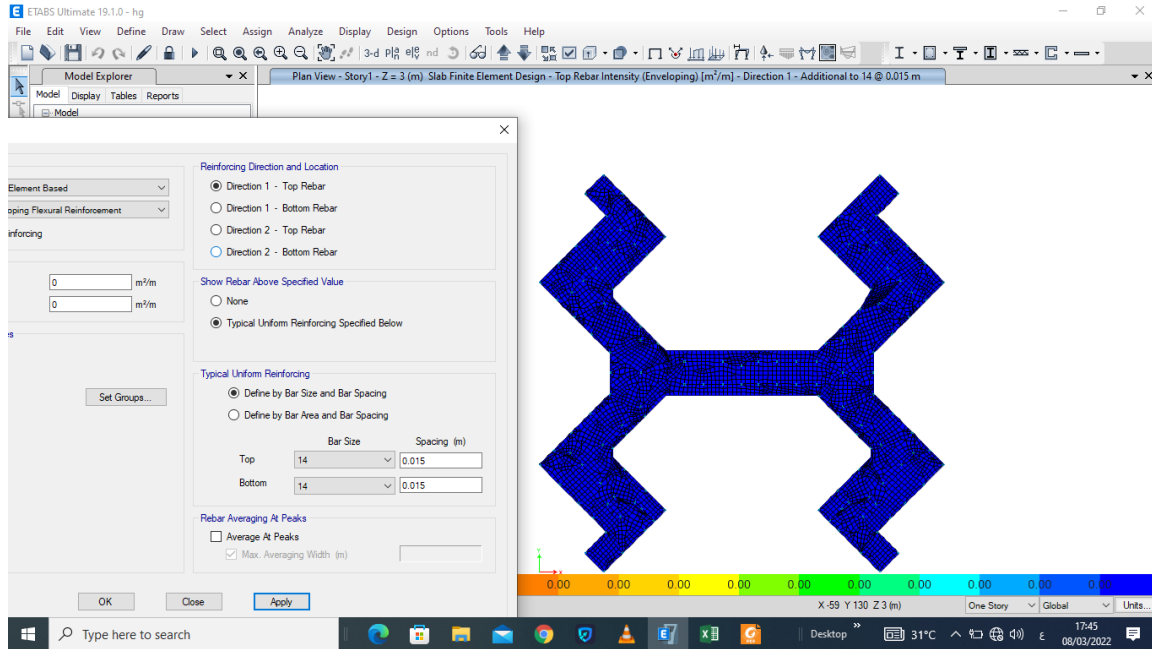 ETABS Ultimate 19.1.0 - hg
File Edit View Define Draw Select Assign Analyze Display Design Options Tools Help
3-d nd
Model Explorer
Plan View - Story1 - Z = 3 (m) Slab Finite Element Design - Top Rebar Intensity (Enveloping) [m²/m] - Direction 1 - Additional to 14 @ 0.015 m
Model Display Tables Reports
Model
Reinforcing Direction and Location
Element Based
Direction 1 - Top Rebar
oping Flexural Reinforcement
Direction 1 - Bottom Rebar
inforcing
Direction 2 - Top Rebar
Direction 2 - Bottom Rebar
0 m²/m
Show Rebar Above Specified Value
0 m²/m
None
Typical Uniform Reinforcing Specified Below
es
Typical Uniform Reinforcing
Set Groups...
Define by Bar Size and Bar Spacing
Define by Bar Area and Bar Spacing
Bar Size Spacing (m)
Top 14 0.015
Bottom 14 0.015
Rebar Averaging At Peaks
Average At Peaks
Max. Averaging Width (m)
Y
X
0.00 0.00 0.00 0.00 0.00 0.00 0.00 0.00 0.00 0.00
OK Close Apply
X -59 Y 130 Z 3 (m) One Story Global Units...
Type here to search
Desktop 31°C ع 17:45
08/03/2022